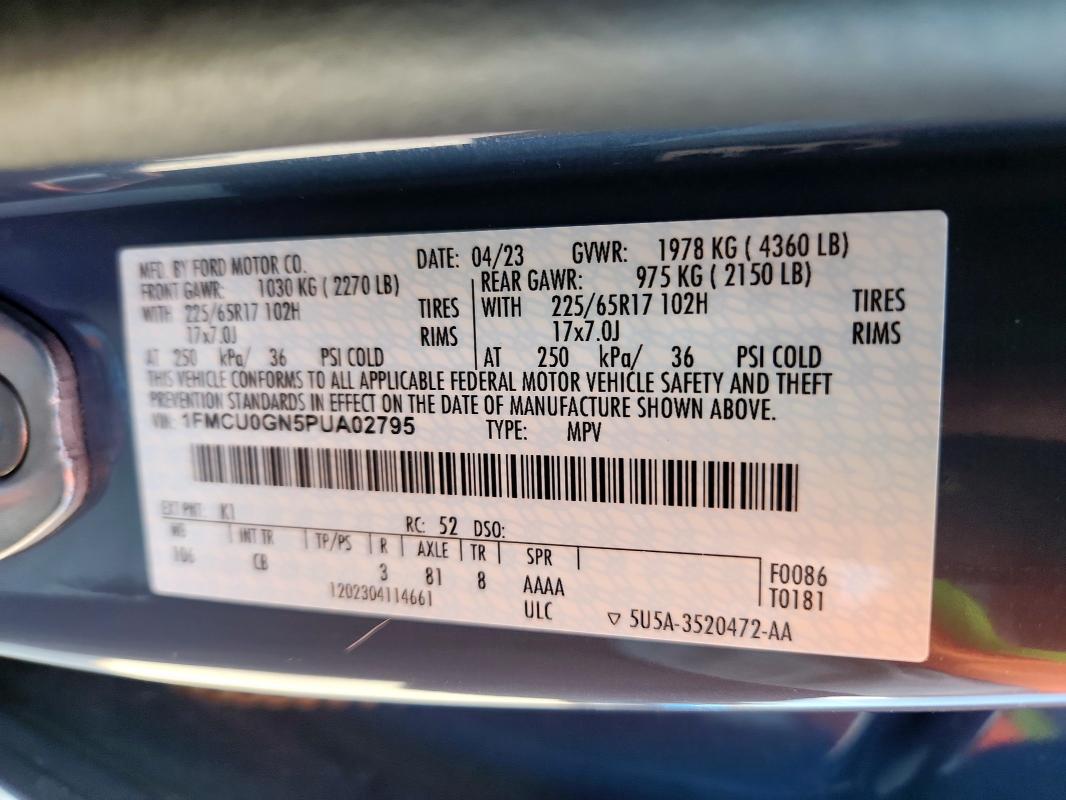 MFD. BY FORD MOTOR CO. DATE: 04/23 GVWR: 1978 KG ( 4360 LB)
FRONT GAWR: 1030 KG ( 2270 LB) REAR GAWR: 975 KG ( 2150 LB)
WITH 225/65R17 102H TIRES WITH 225/65R17 102H TIRES
17x7.0J RIMS 17x7.0J RIMS
AT 250 kPa/ 36 PSI COLD AT 250 kPa/ 36 PSI COLD
THIS VEHICLE CONFORMS TO ALL APPLICABLE FEDERAL MOTOR VEHICLE SAFETY AND THEFT
PREVENTION STANDARDS IN EFFECT ON THE DATE OF MANUFACTURE SHOWN ABOVE.
VIN: 1FMCU0GN5PUA02795 TYPE: MPV
EXT PNT: K1 RC: 52 DSO:
WB INT TR TP/PS R AXLE TR SPR
106 CB 3 81 8 AAAA F0086
1202304114661 ULC T0181
5U5A-3520472-AA